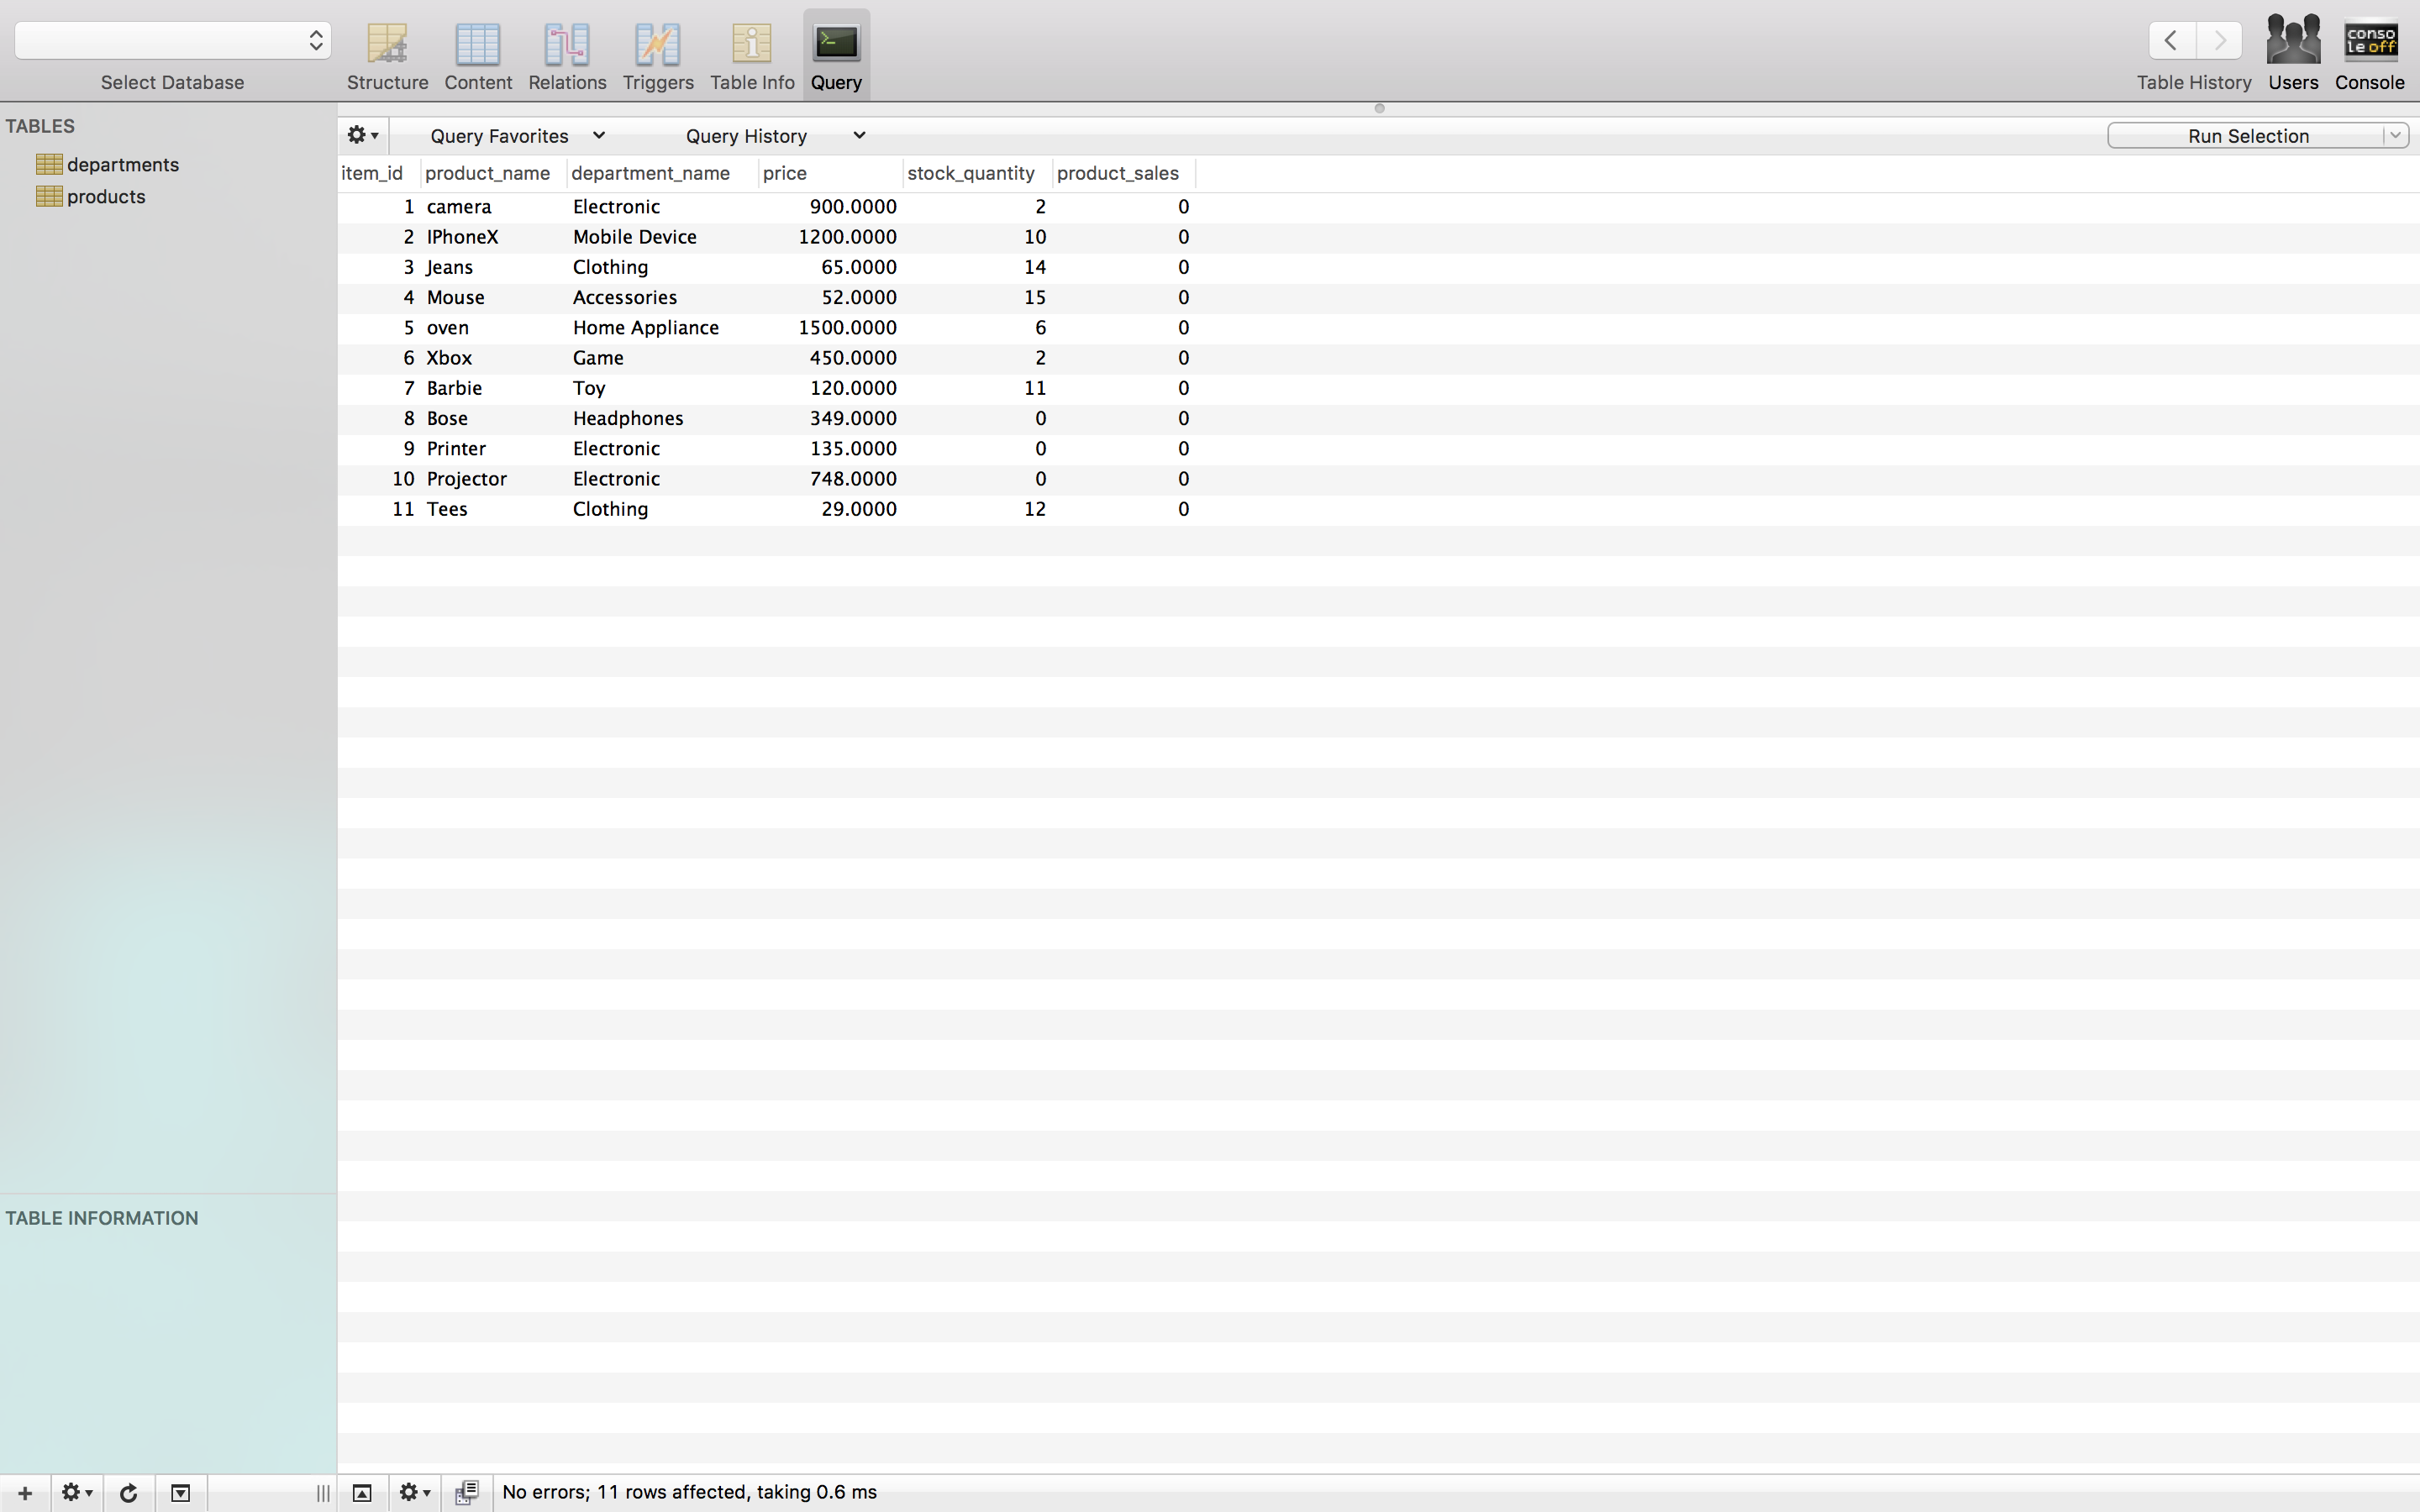 Select Database
Structure Content Relations Triggers Table Info Query
conso
le off
Table History Users Console
TABLES
departments
products
Query Favorites Query History Run Selection
item_id product_name department_name price stock_quantity product_sales
1 camera Electronic 900.0000 2 0
2 IPhoneX Mobile Device 1200.0000 10 0
3 Jeans Clothing 65.0000 14 0
4 Mouse Accessories 52.0000 15 0
5 oven Home Appliance 1500.0000 6 0
6 Xbox Game 450.0000 2 0
7 Barbie Toy 120.0000 11 0
8 Bose Headphones 349.0000 0 0
9 Printer Electronic 135.0000 0 0
10 Projector Electronic 748.0000 0 0
11 Tees Clothing 29.0000 12 0
TABLE INFORMATION
No errors; 11 rows affected, taking 0.6 ms